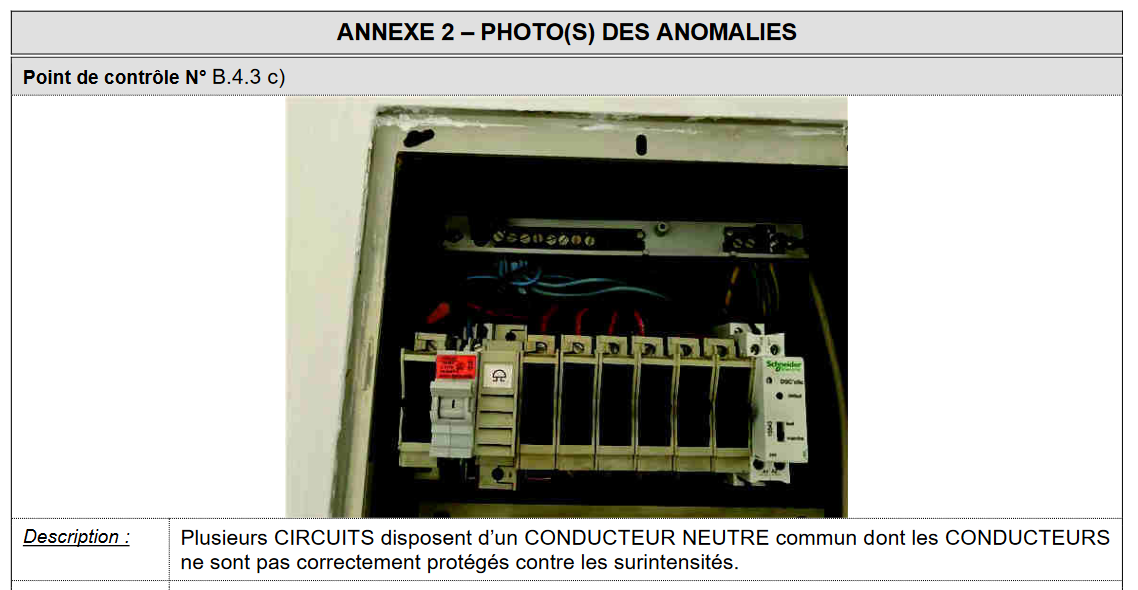 ANNEXE 2 – PHOTO(S) DES ANOMALIES
Point de contrôle N° B.4.3 c)
Schneider
Description :
Plusieurs CIRCUITS disposent d’un CONDUCTEUR NEUTRE commun dont les CONDUCTEURS
ne sont pas correctement protégés contre les surintensités.